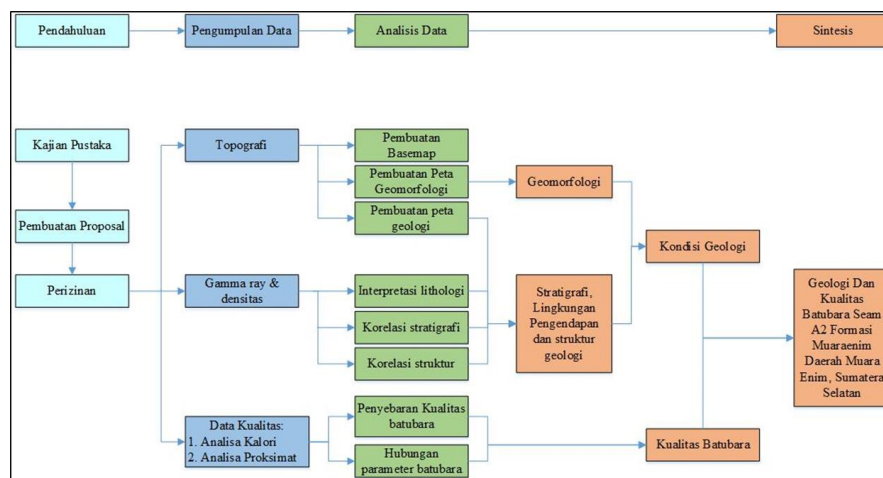 Pendahuluan
Pengumpulan Data
Analisis Data
Sintesis
Kajian Pustaka
Pembuatan Proposal
Perizinan
Topografi
Pembuatan
Basemap
Pembuatan Peta
Geomorfologi
Pembuatan peta
geologi
Geomorfologi
Gamma ray &
densitas
Interpretasi lithologi
Korelasi stratigrafi
Korelasi struktur
Stratigrafi,
Lingkungan
Pengendapan
dan struktur
geologi
Kondisi Geologi
Data Kualitas:
1. Analisa Kalori
2. Analisa Proksimat
Penyebaran Kualitas
batubara
Hubungan
parameter batubara
Kualitas Batubara
Geologi Dan
Kualitas
Batubara Seam
A2 Formasi
Muaraenim
Daerah Muara
Enim, Sumatera
Selatan